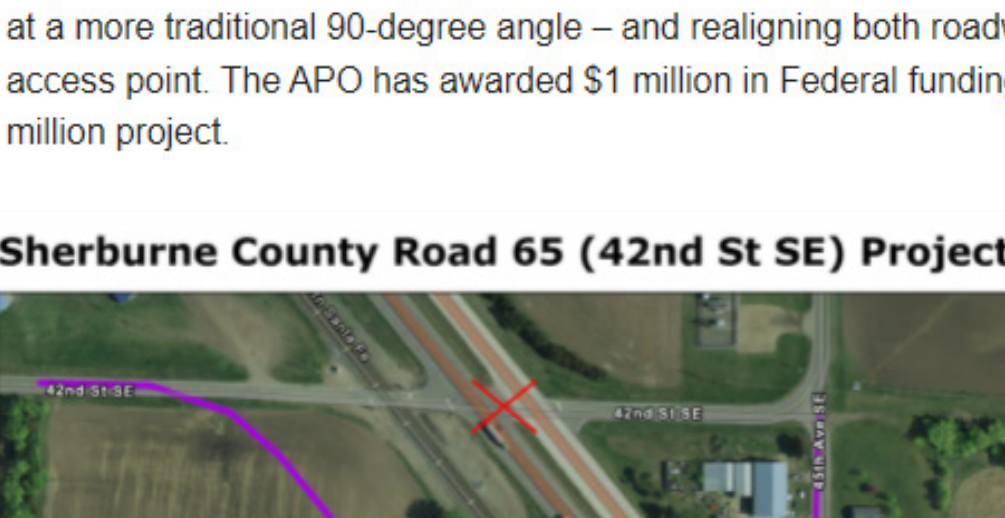 at a more traditional 90-degree angle – and realigning both
access point. The APO has awarded $1 million in Federal
million project.
Sherburne County Road 65 (42nd St SE) Project
Santa Fe
42nd St SE
42nd St SE
45th Ave SE